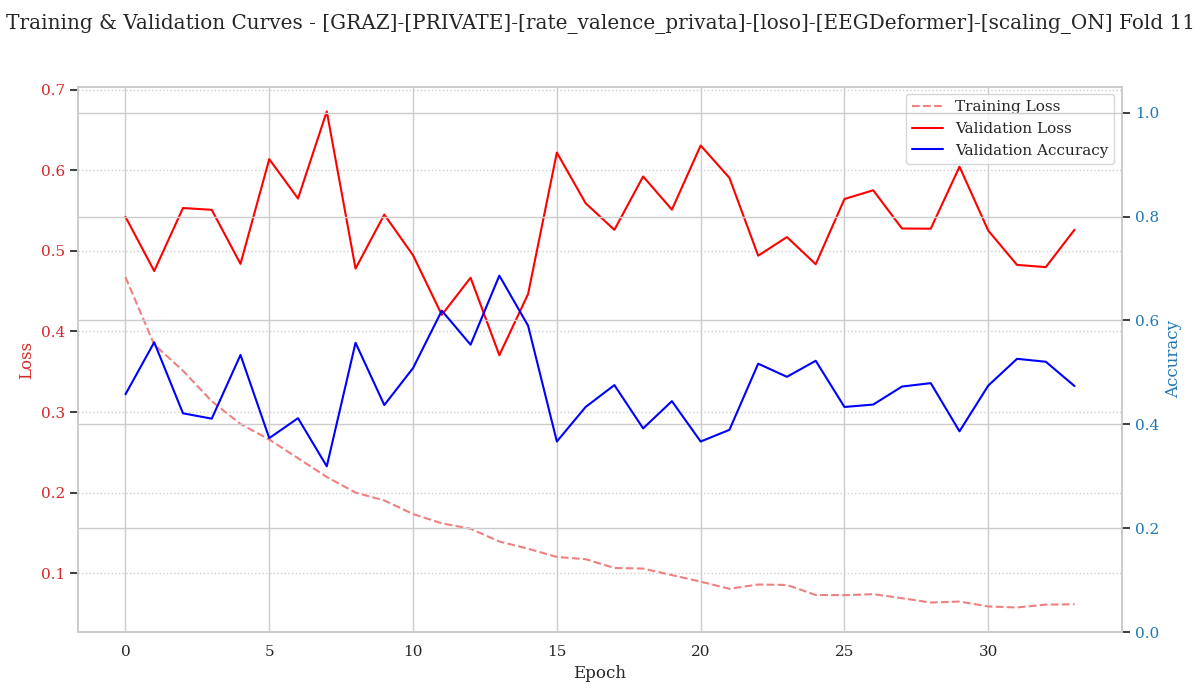 Training & Validation Curves - [GRAZ]-[PRIVATE]-[rate_valence_privata]-[loso]-[EEGDeformer]-[scaling_ON] Fold 11
Training Loss
Validation Loss
Validation Accuracy
Loss
0.7
0.6
0.5
0.4
0.3
0.2
0.1
Accuracy
1.0
0.8
0.6
0.4
0.2
0.0
0 5 10 15 20 25 30
Epoch